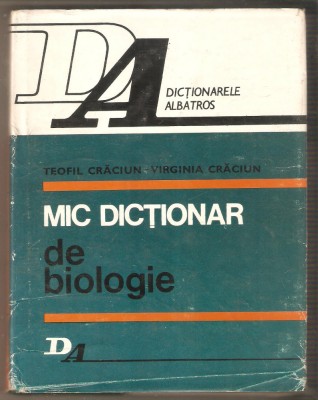 DA
DICȚIONARELE
ALBATROS
TEOFIL CRĂCIUN-VIRGINIA CRĂCIUN
MIC DICȚIONAR
de
biologie
DA